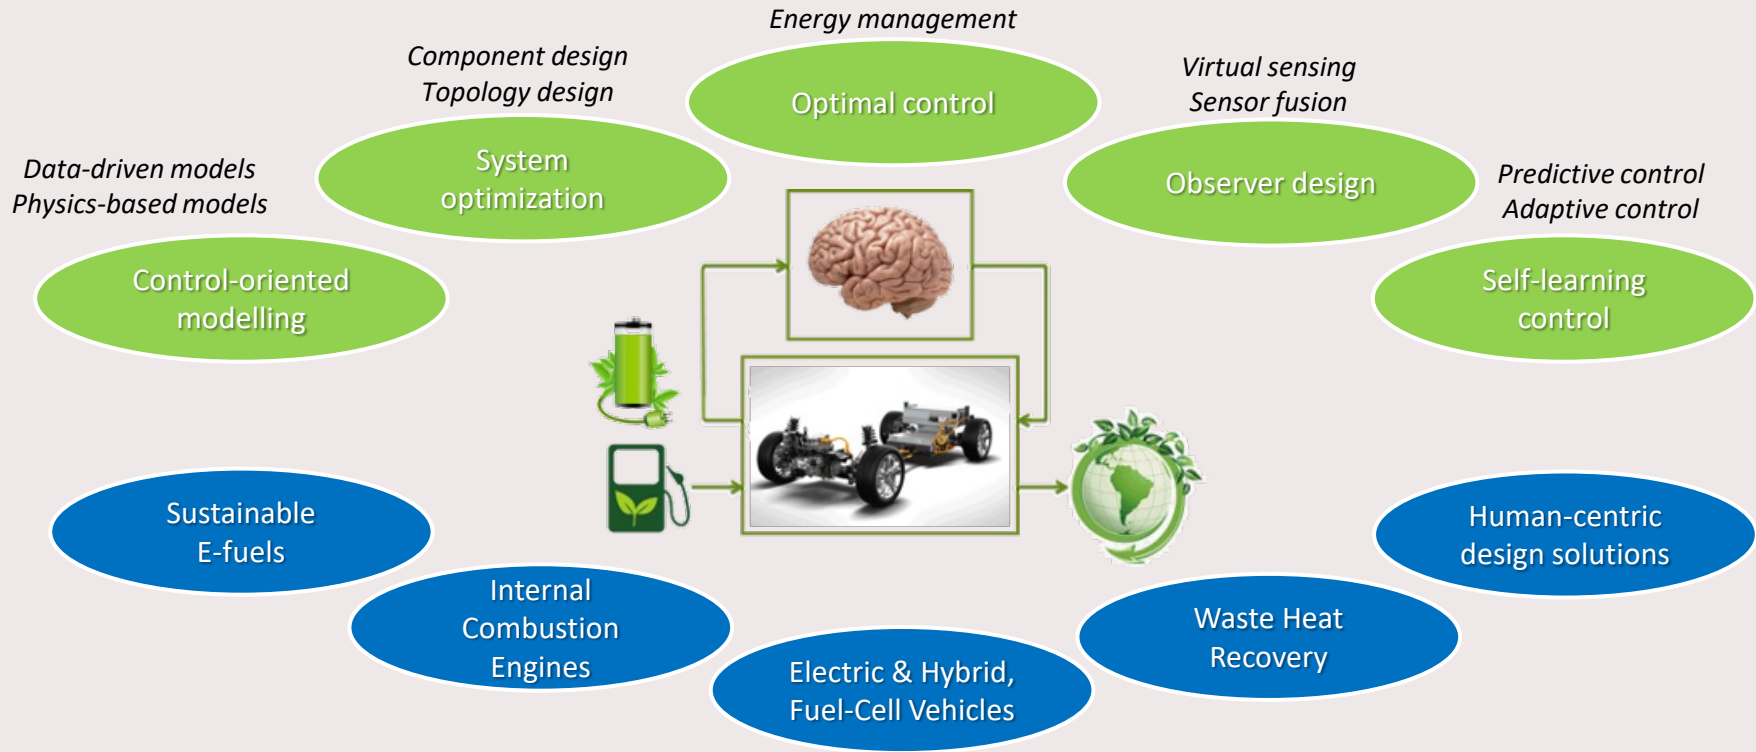 Energy management
Optimal control
Component design
Topology design
System
optimization
Virtual sensing
Sensor fusion
Observer design
Data-driven models
Physics-based models
Control-oriented
modelling
Predictive control
Adaptive control
Self-learning
control
Sustainable
E-fuels
Internal
Combustion
Engines
Electric & Hybrid,
Fuel-Cell Vehicles
Waste Heat
Recovery
Human-centric
design solutions